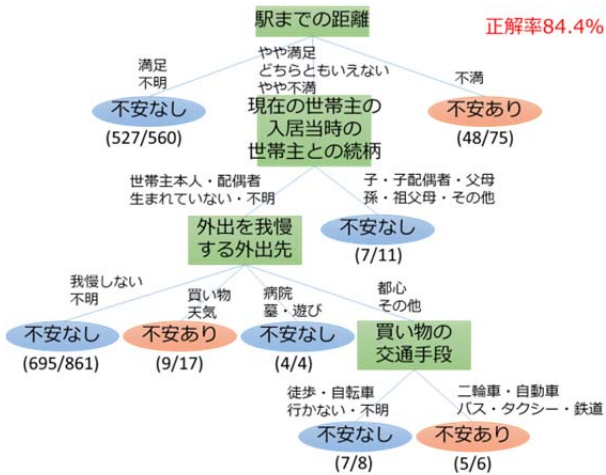 駅までの距離
正解率84.4%
満足
不明
やや満足
どちらともいえない
やや不満
不満
不安なし
(527/560)
現在の世帯主の
入居当時の
世帯主との続柄
不安あり
(48/75)
世帯主本人・配偶者
生まれていない・不明
子・子配偶者・父母
孫・祖父母・その他
外出を我慢
する外出先
不安なし
(7/11)
我慢しない
不明
買い物
天気
病院
墓・遊び
都心
その他
不安なし
(695/861)
不安あり
(9/17)
不安なし
(4/4)
買い物の
交通手段
徒歩・自転車
行かない・不明
二輪車・自動車
バス・タクシー・鉄道
不安なし
(7/8)
不安あり
(5/6)